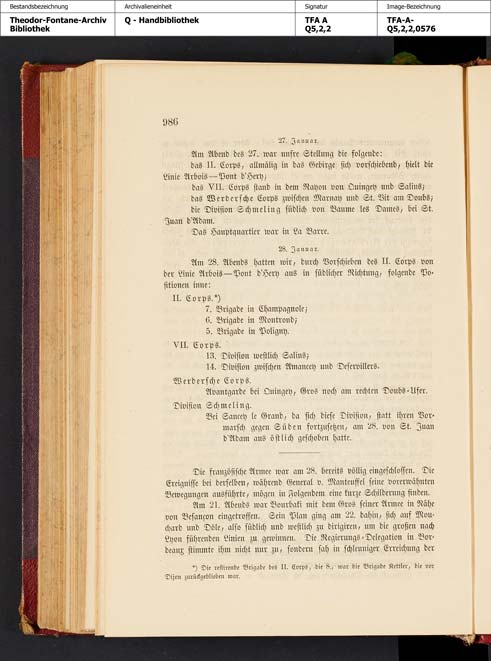 Bestandsbezeichnung Archivalieneinheit Signatur Image-Bezeichnung
Theodor-Fontane-Archiv Q - Handbibliothek TFA A TFA-A-
Bibliothek Q5,2,2 Q5,2,2,0576
986
27. Januar.
Am Abend des 27. war unsre Stellung die folgende:
das II. Corps, allmälig in das Gebirge sich vorschiebend, hielt die
Linie Arbois—Pont d'Hery;
das VII. Corps stand in dem Rayon von Quingey und Salins;
das Werdersche Corps zwischen Marnay und St. Vit am Doubs;
die Division Schmeling südlich von Baume les Dames, bei St.
Juan d'Adam.
Das Hauptquartier war in La Barre.
28. Januar.
Am 28. Abends hatten wir, durch Vorschieben des II. Corps von
der Linie Arbois—Pont d'Hery aus in südlicher Richtung, folgende Po-
sitionen inne:
II. Corps.*)
7. Brigade in Champagnole;
6. Brigade in Montrond;
5. Brigade in Poligny.
VII. Corps.
13. Division westlich Salins;
14. Division zwischen Amancey und Deservillers.
Werdersche Corps.
Avantgarde bei Quingey, Gros noch am rechten Doubs-Ufer.
Division Schmeling.
Bei Sancey le Grand, da sich diese Division, statt ihren Vor-
marsch gegen Süden fortzusetzen, am 28. von St. Juan
d'Adam aus östlich geschoben hatte.
Die französische Armee war am 28. bereits völlig eingeschlossen. Die
Ereignisse bei derselben, während General v. Manteuffel seine vorerwähnten
Bewegungen ausführte, mögen in Folgendem eine kurze Schilderung finden.
Am 21. Abends war Bourbaki mit dem Gros seiner Armee in Nähe
von Besançon eingetroffen. Sein Plan ging am 22. dahin, sich auf Mou-
chard und Dôle, also südlich und westlich zu dirigiren, um die großen nach
Lyon führenden Linien zu gewinnen. Die Regierungs-Delegation in Bor-
deaux stimmte ihm nicht nur zu, sondern sah in schleuniger Erreichung der
*) Die restirende Brigade des II. Corps, die 8., war die Brigade Kettler, die vor
Dijon zurückgeblieben war.